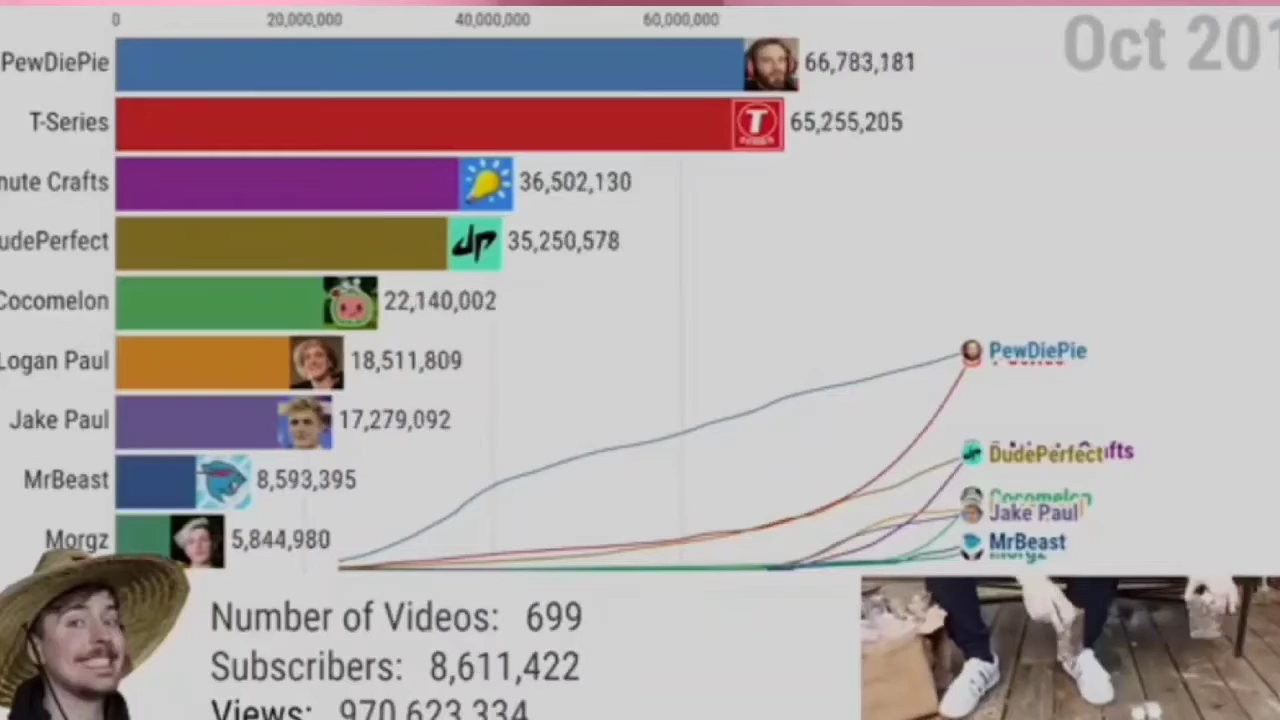 0 20,000,000 40,000,000 60,000,000
Oct 201
PewDiePie 66,783,181
T-Series T 65,255,205
nute Crafts 36,502,130
udePerfect dp 35,250,578
Cocomelon 22,140,002
Logan Paul 18,511,809
Jake Paul 17,279,092
MrBeast 8,593,395
Morgz 5,844,980
PewDiePie
DudePerfect fts
Cocomelon
Jake Paul
MrBeast
Number of Videos: 699
Subscribers: 8,611,422
Views: 970,623,334